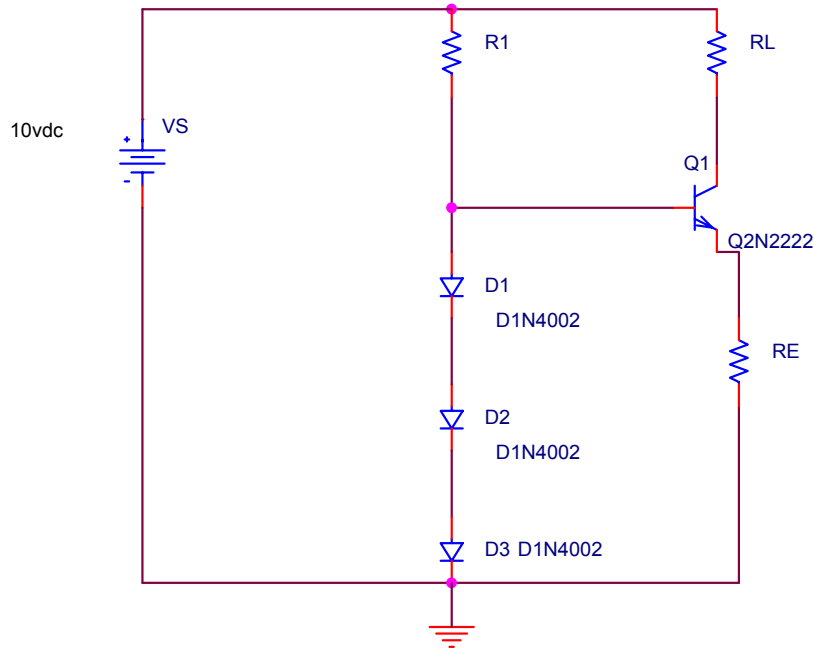 R1
RL
10vdc
VS
+
-
Q1
Q2N2222
D1
D1N4002
RE
D2
D1N4002
D3 D1N4002